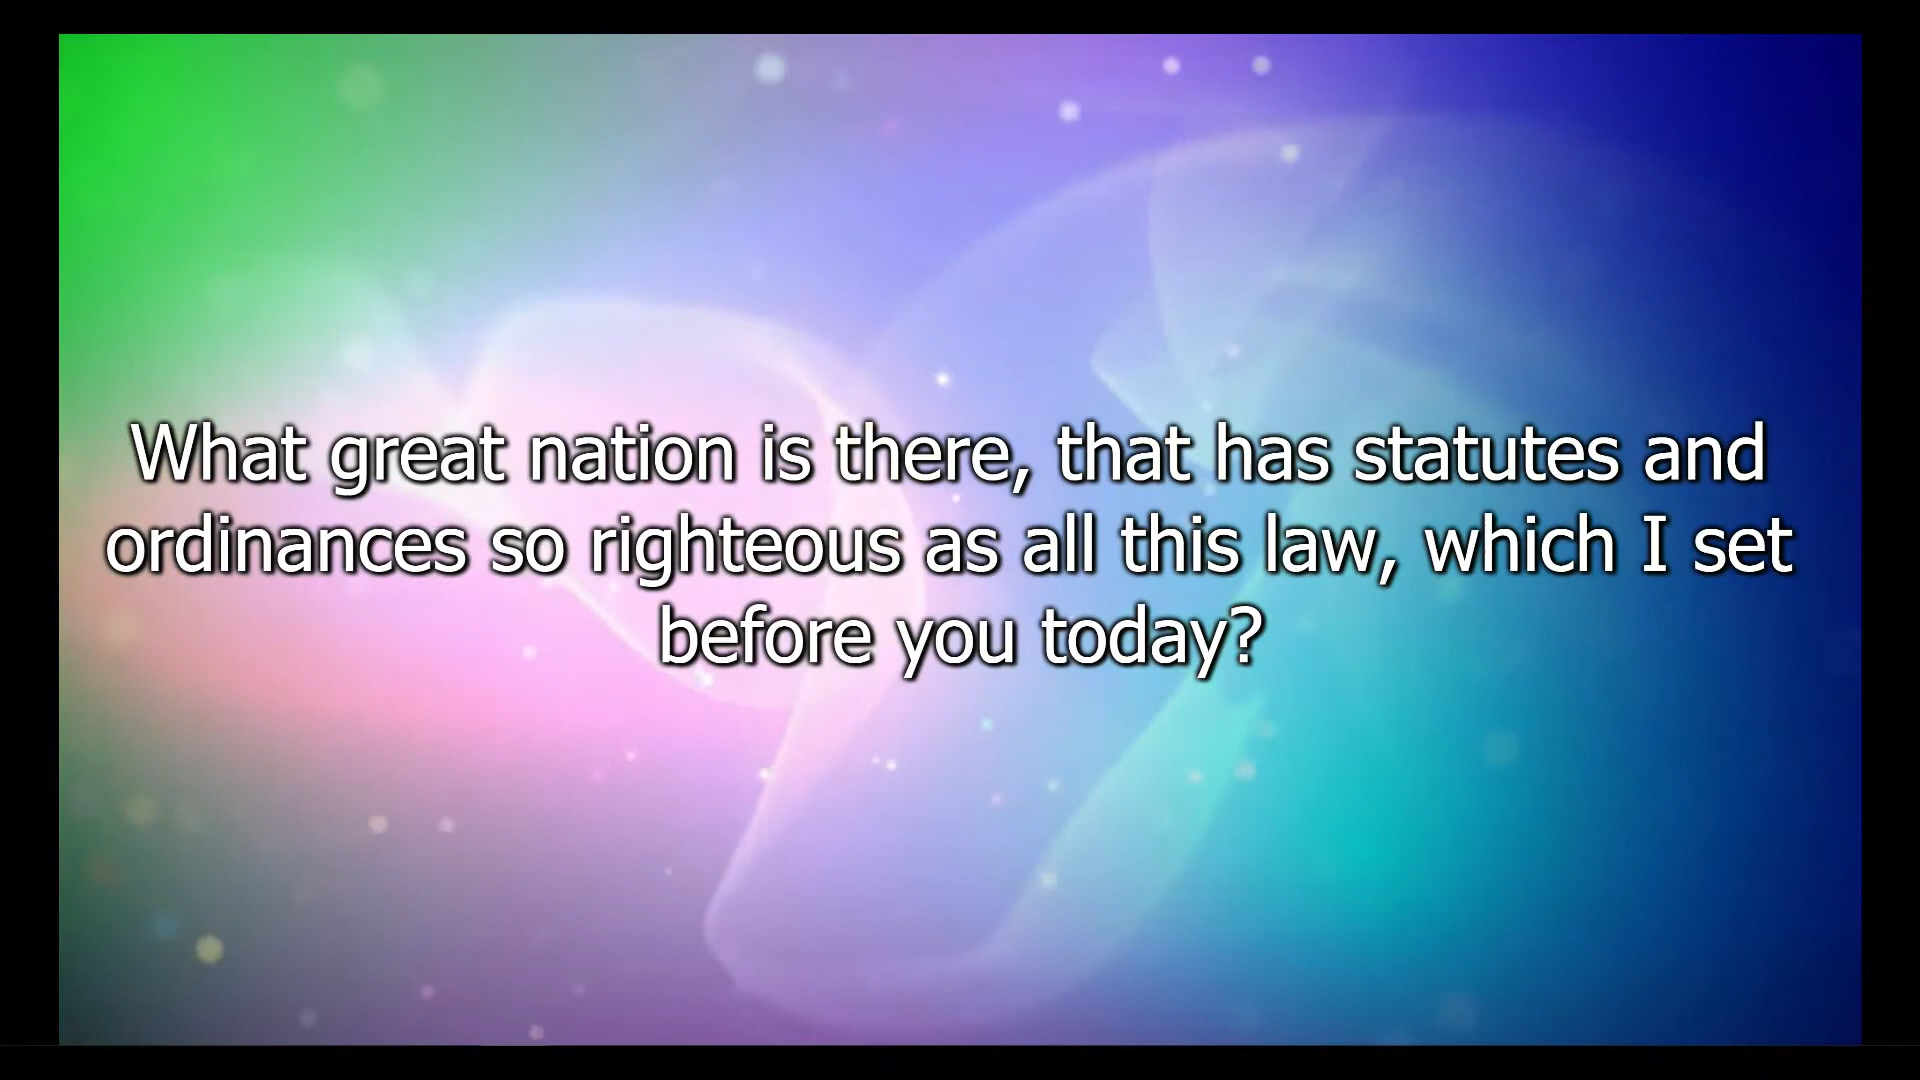 What great nation is there, that has statutes and
ordinances so righteous as all this law, which I set
before you today?